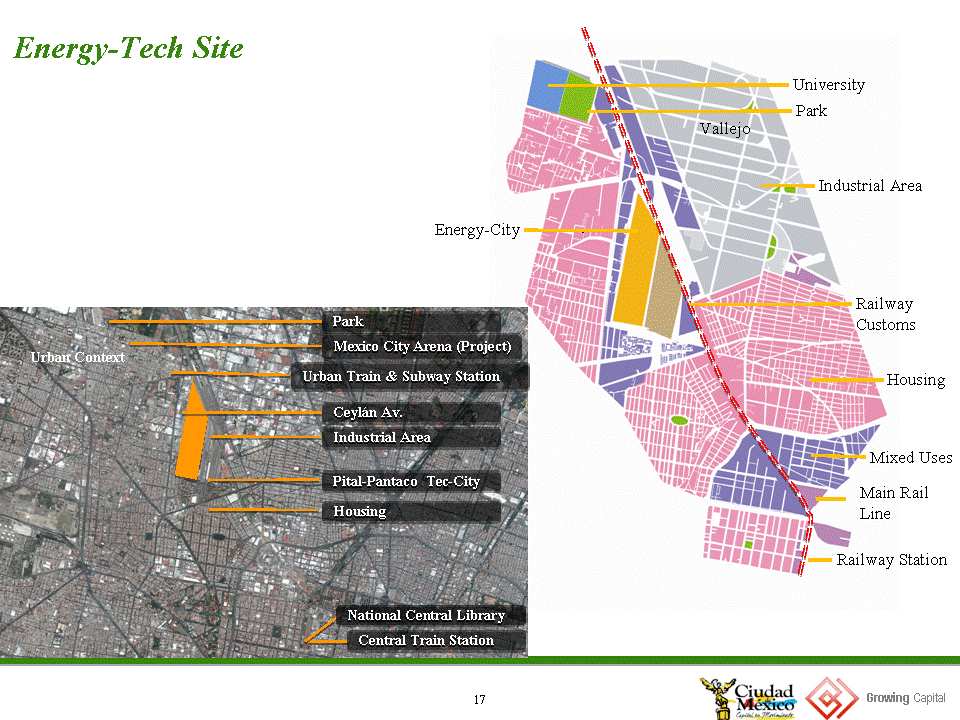 Energy-Tech Site
University
Park
Vallejo
Industrial Area
Energy-City
Railway
Customs
Housing
Mixed Uses
Main Rail
Line
Railway Station
Park
Mexico City Arena (Project)
Urban Context
Urban Train & Subway Station
Ceylán Av.
Industrial Area
Pital-Pantaco Tec-City
Housing
National Central Library
Central Train Station
17
Ciudad
México
Capital en Movimiento
Growing Capital